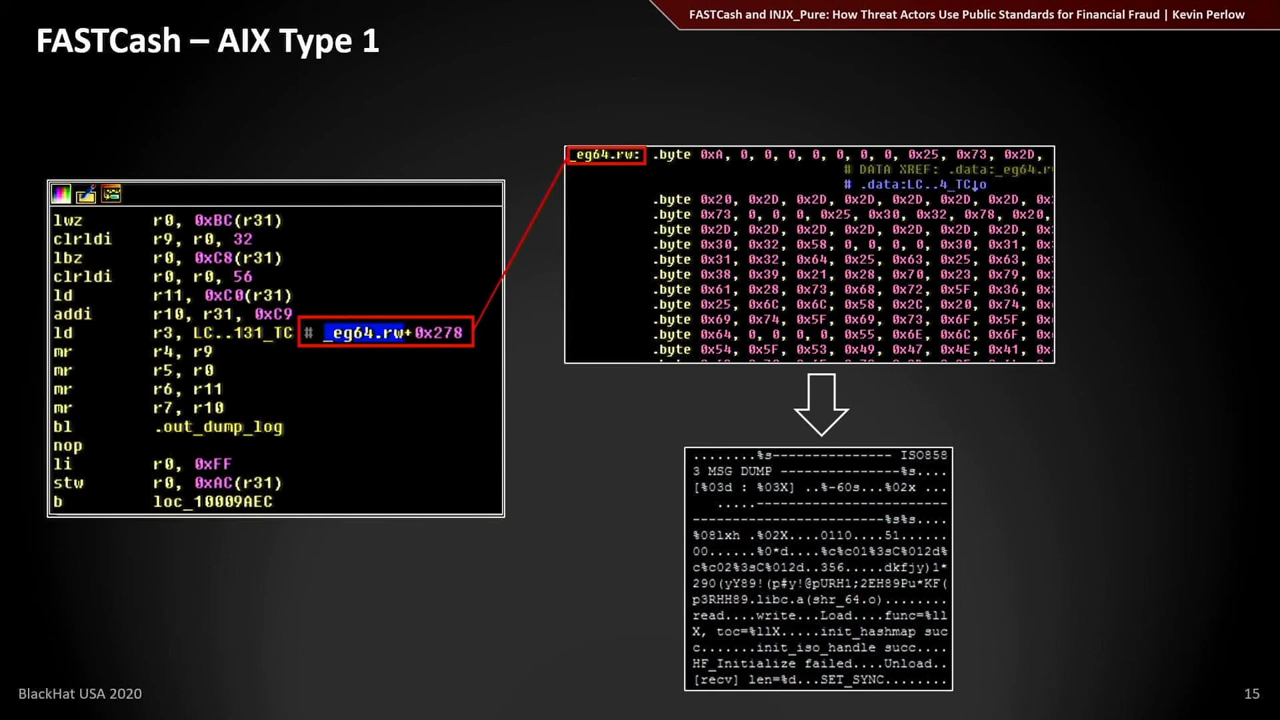 FASTCash and INJX_Pure: How Threat Actors Use Public Standards for Financial Fraud | Kevin Perlow
FASTCash – AIX Type 1
lwz r0, 0xBC(r31)
clrldi r9, r0, 32
lbz r0, 0xC8(r31)
clrldi r0, r0, 56
ld r11, 0xC0(r31)
addi r10, r31, 0xC9
ld r3, LC..131_TC # _eg64.rw+0x278
mr r4, r9
mr r5, r0
mr r6, r11
mr r7, r10
bl .out_dump_log
nop
li r0, 0xFF
stw r0, 0xAC(r31)
b loc_10009AEC
_eg64.rw: .byte 0xA, 0, 0, 0, 0, 0, 0, 0, 0x25, 0x73, 0x2D,
# DATA XREF: .data:_eg64.r
# .data:LC..4_TC↓o
.byte 0x20, 0x2D, 0x2D, 0x2D, 0x2D, 0x2D, 0x2D, 0x2D,
.byte 0x73, 0, 0, 0, 0x25, 0x30, 0x32, 0x78, 0x20,
.byte 0x2D, 0x2D, 0x2D, 0x2D, 0x2D, 0x2D, 0x2D, 0x2D,
.byte 0x30, 0x32, 0x58, 0, 0, 0, 0, 0x30, 0x31,
.byte 0x31, 0x32, 0x64, 0x25, 0x63, 0x25, 0x63,
.byte 0x38, 0x39, 0x21, 0x28, 0x70, 0x23, 0x79,
.byte 0x61, 0x28, 0x73, 0x68, 0x72, 0x5F, 0x36,
.byte 0x25, 0x6C, 0x6C, 0x58, 0x2C, 0x20, 0x74,
.byte 0x69, 0x74, 0x5F, 0x69, 0x73, 0x6F, 0x5F,
.byte 0x64, 0, 0, 0, 0, 0x55, 0x6E, 0x6C, 0x6F,
.byte 0x54, 0x5F, 0x53, 0x49, 0x47, 0x4E, 0x41,
........%s--------------- ISO858
3 MSG DUMP ---------------%s....
[%03d : %03X] ..%-60s...%02x ...
.....---------------------------
------------------------%s%s....
%08lxh .%02X....0110....51......
00......%0*d....%c%c01%3sC%012d%
c%c02%3sC%012d..356.....dkfjy)l*
290(yY89!(p#y!@pURH1;2EH89Pu*KF(
p3RHH89.libc.a(shr_64.o)........
read....write...Load....func=%ll
X, toc=%llX.....init_hashmap suc
c.......init_iso_handle succ....
HF_Initialize failed....Unload..
[recv] len=%d...SET_SYNC........
BlackHat USA 2020
15